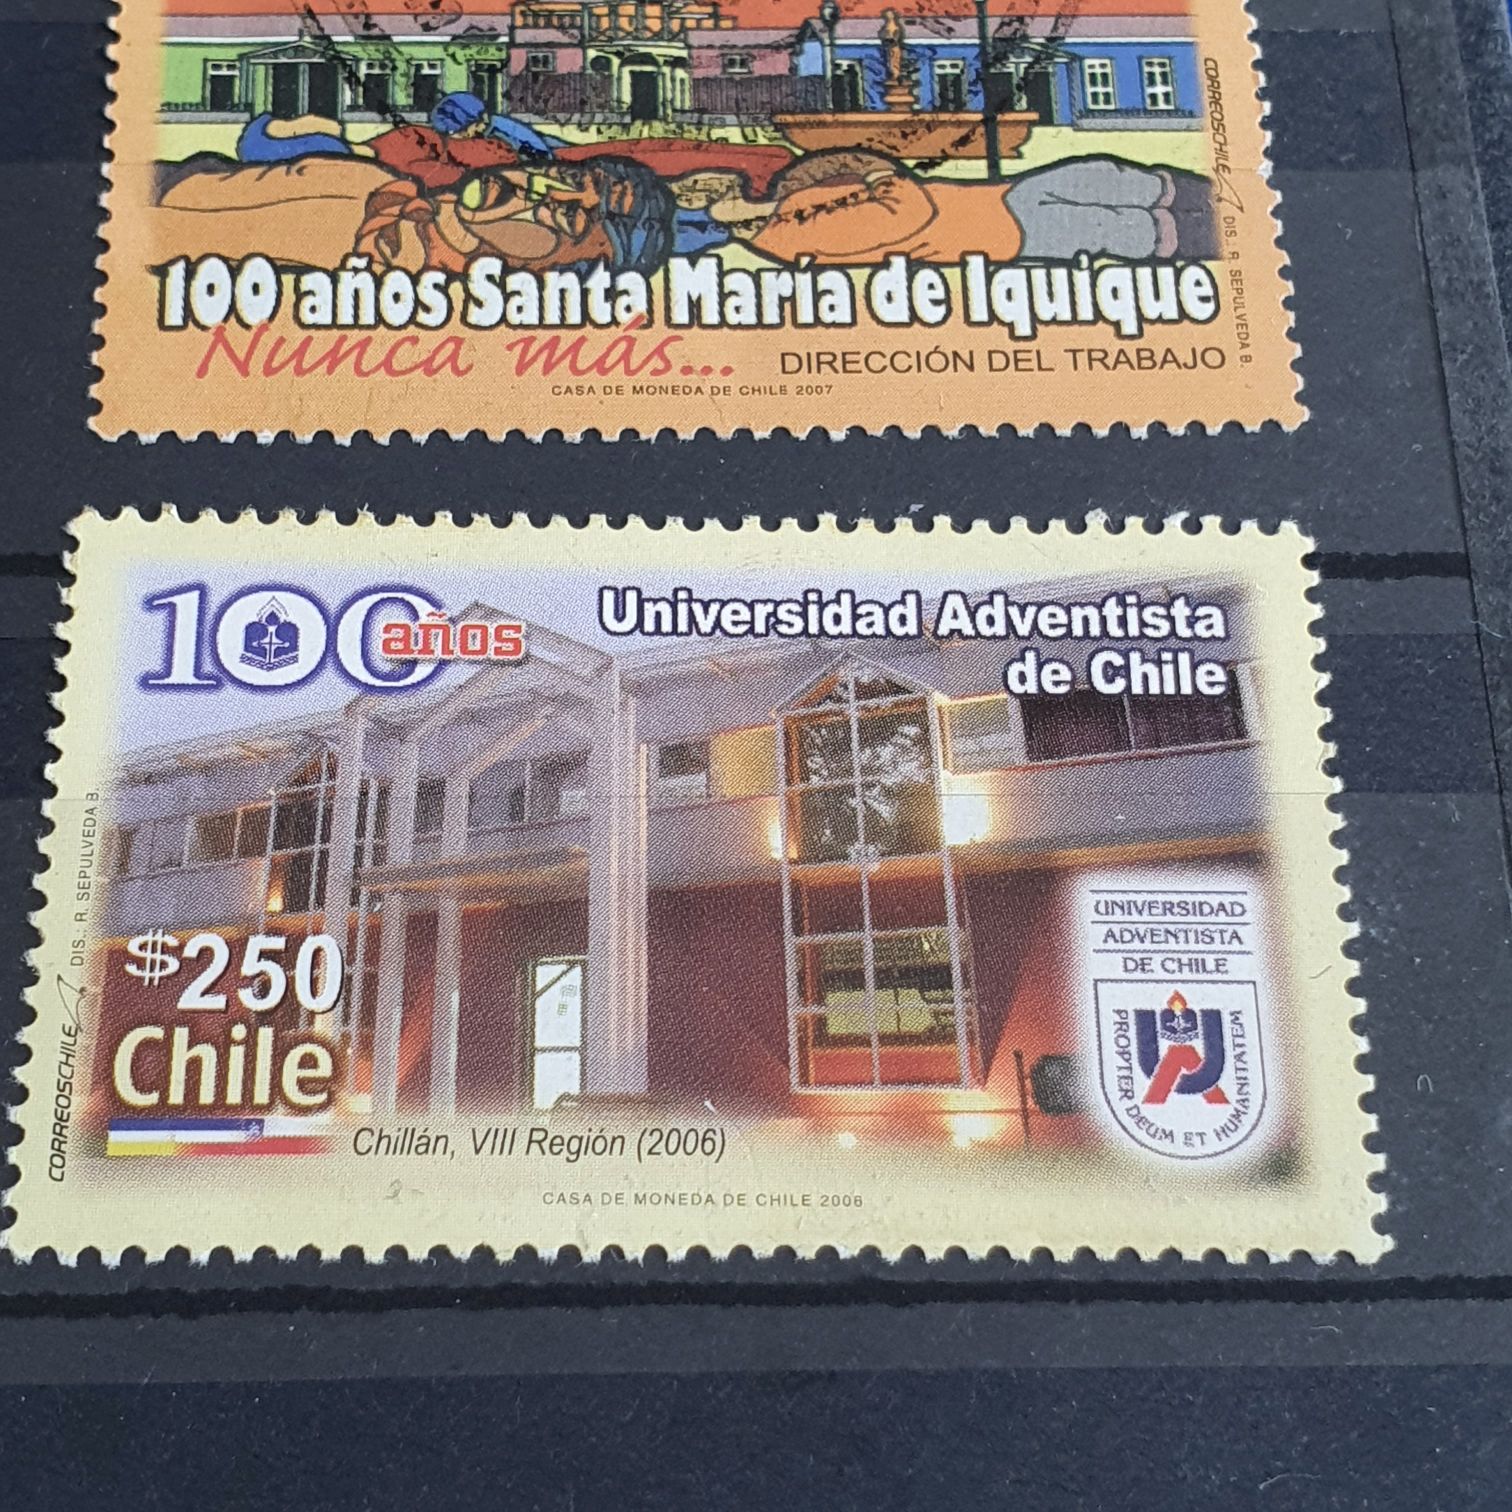 CORREOSCHILE
DIS.: R. SEPULVEDA B.
100 años Santa María de Iquique
Nunca más...
DIRECCIÓN DEL TRABAJO
CASA DE MONEDA DE CHILE 2007
100 años
Universidad Adventista
de Chile
DIS.: R. SEPULVEDA B.
CORREOSCHILE
$250
Chile
UNIVERSIDAD
ADVENTISTA
DE CHILE
PROPTER DEUM ET HUMANITATEM
UA
Chillán, VIII Región (2006)
CASA DE MONEDA DE CHILE 2006